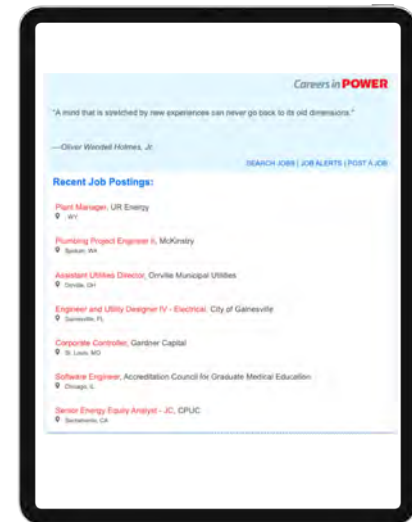 Careers in POWER
"A mind that is stretched by new experiences can never go back to its old dimensions."
—Oliver Wendell Holmes, Jr.
SEARCH JOBS | JOB ALERTS | POST A JOB
Recent Job Postings:
Plant Manager, UR Energy
, WY
Plumbing Project Engineer II, McKinstry
Spokan, WA
Assistant Utilities Director, Orrville Municipal Utilities
Orrville, OH
Engineer and Utility Designer IV - Electrical, City of Gainesville
Gainesville, FL
Corporate Controller, Gardner Capital
St. Louis, MO
Software Engineer, Accreditation Council for Graduate Medical Education
Chicago, IL
Senior Energy Equity Analyst - JC, CPUC
Sacramento, CA